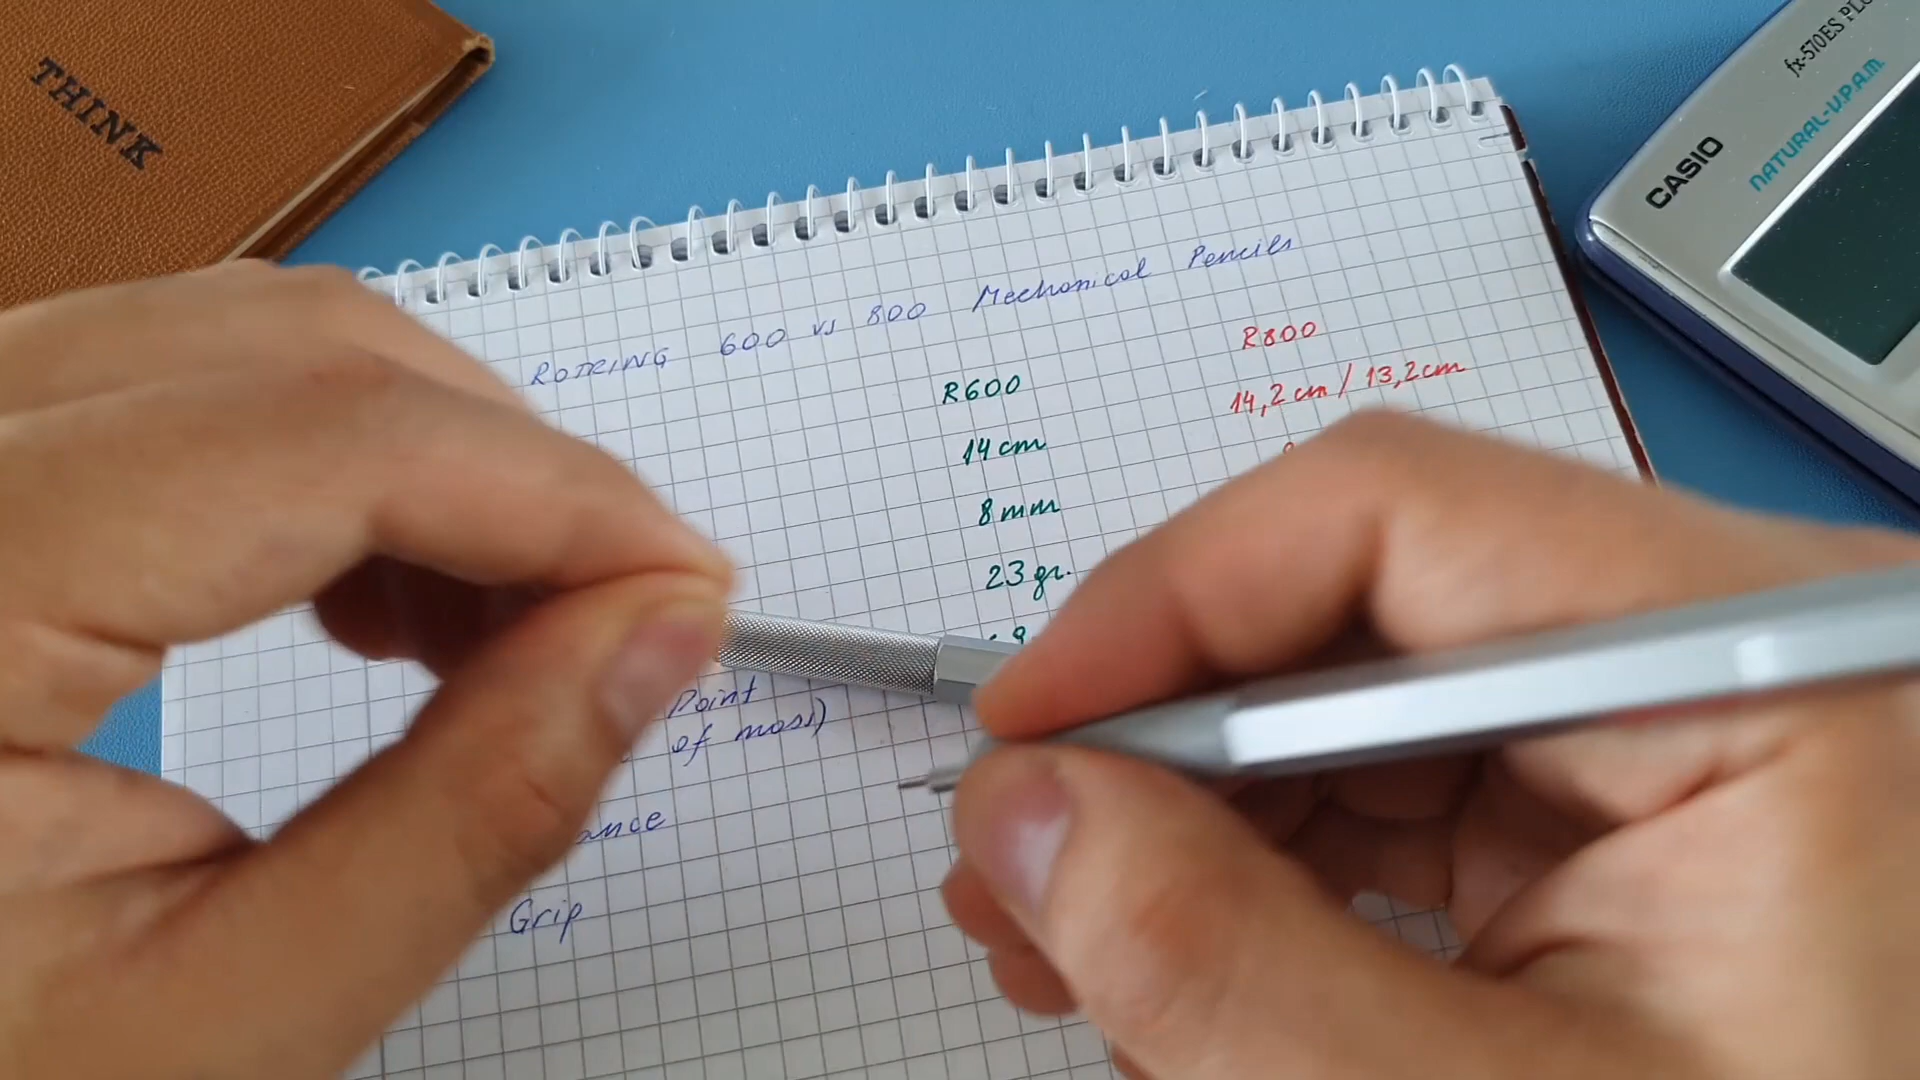 THINK
fx-570ES PLUS
NATURAL-V.P.A.M.
CASIO
ROTRING 600 vs 800 Mechanical Pencils
R600 R800
14 cm 14,2 cm / 13,2 cm
8 mm
23 gr.
Point
of mass)
ance
Grip